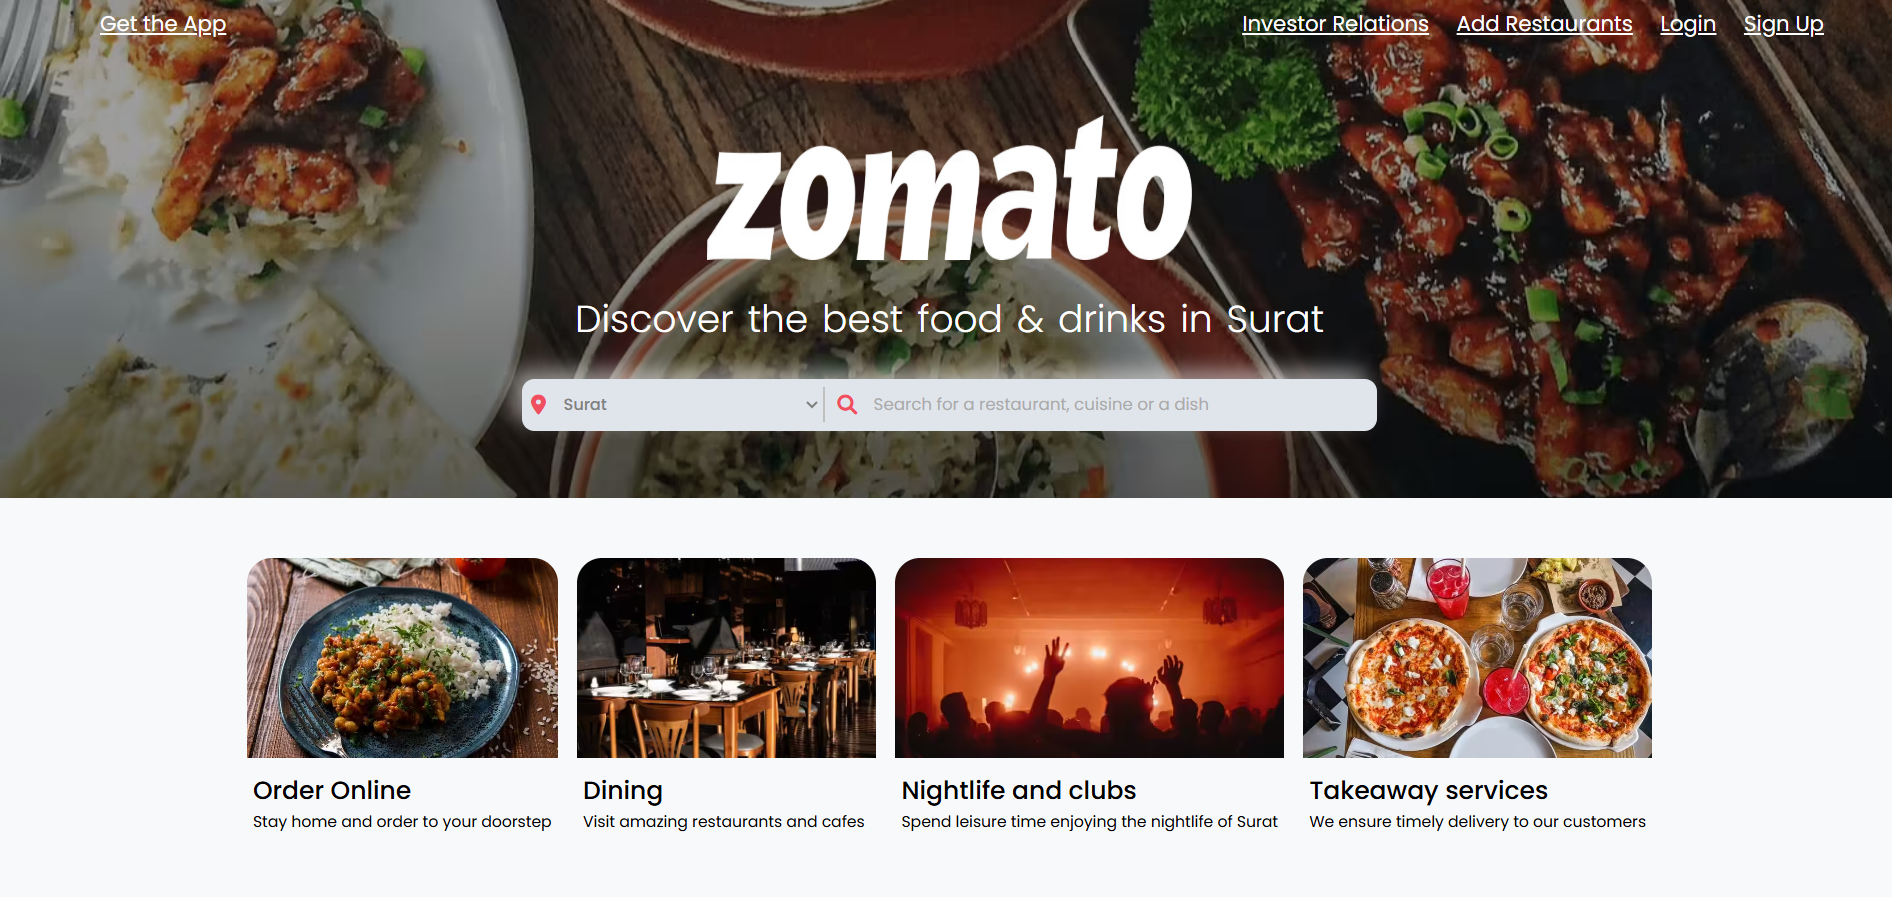 Get the App
Investor Relations
Add Restaurants
Login
Sign Up
zomato
Discover the best food & drinks in Surat
Surat
Search for a restaurant, cuisine or a dish
Order Online
Stay home and order to your doorstep
Dining
Visit amazing restaurants and cafes
Nightlife and clubs
Spend leisure time enjoying the nightlife of Surat
Takeaway services
We ensure timely delivery to our customers